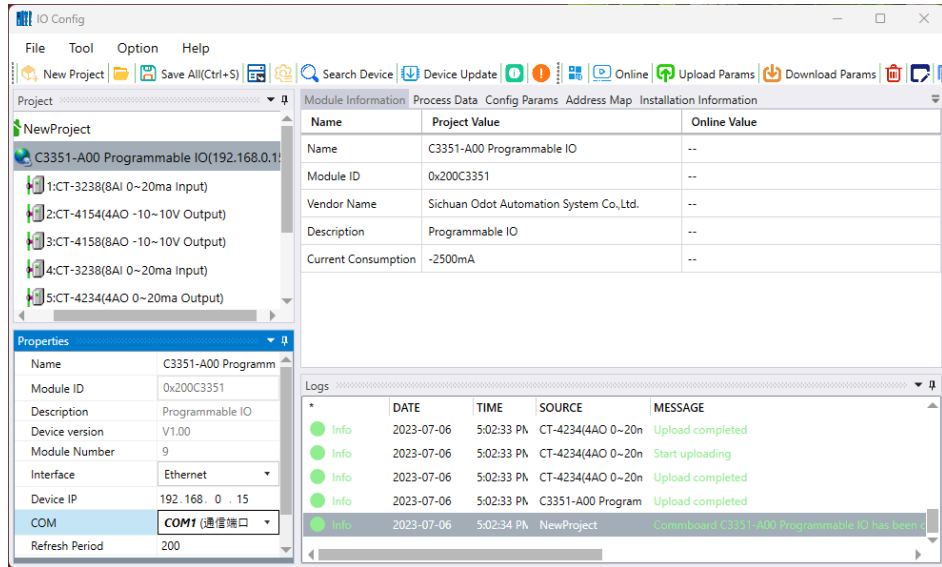 IO Config
File Tool Option Help
New Project Save All(Ctrl+S) Search Device Device Update Online Upload Params Download Params
Project
NewProject
C3351-A00 Programmable IO(192.168.0.1
1:CT-3238(8AI 0~20ma Input)
2:CT-4154(4AO -10~10V Output)
3:CT-4158(8AO -10~10V Output)
4:CT-3238(8AI 0~20ma Input)
5:CT-4234(4AO 0~20ma Output)
Module Information Process Data Config Params Address Map Installation Information
Name Project Value Online Value
Name C3351-A00 Programmable IO --
Module ID 0x200C3351 --
Vendor Name Sichuan Odot Automation System Co.,Ltd. --
Description Programmable IO --
Current Consumption -2500mA --
Properties
Name C3351-A00 Programm
Module ID 0x200C3351
Description Programmable IO
Device version V1.00
Module Number 9
Interface Ethernet
Device IP 192.168. 0 . 15
COM COM1 (通信端口
Refresh Period 200
Logs
* DATE TIME SOURCE MESSAGE
Info 2023-07-06 5:02:33 PM CT-4234(4AO 0~20n Upload completed
Info 2023-07-06 5:02:33 PM CT-4234(4AO 0~20n Start uploading
Info 2023-07-06 5:02:33 PM CT-4234(4AO 0~20n Upload completed
Info 2023-07-06 5:02:33 PM C3351-A00 Program Upload completed
Info 2023-07-06 5:02:34 PM NewProject Commboard C3351-A00 Programmable IO has been c